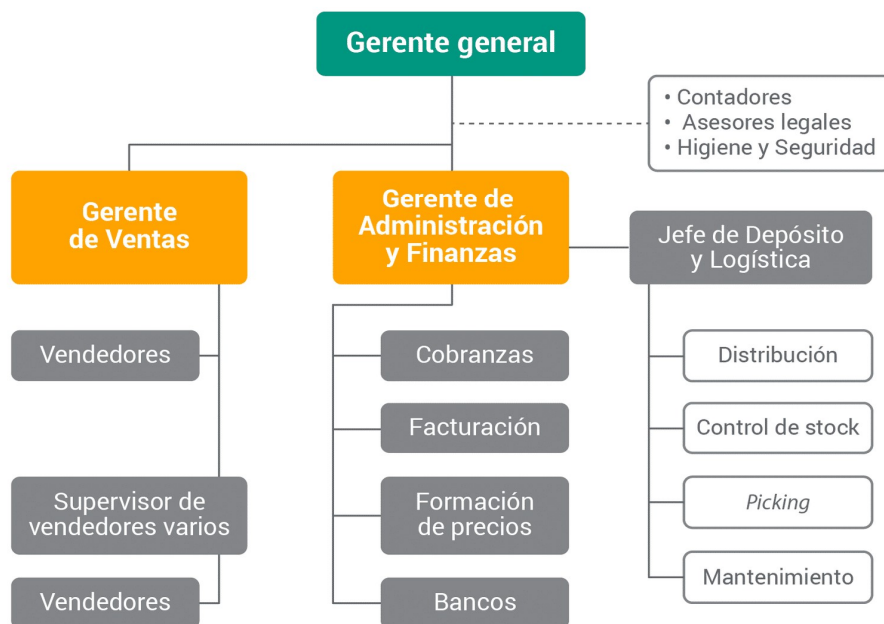 Gerente general
• Contadores
• Asesores legales
• Higiene y Seguridad
Gerente
de Ventas
Gerente de
Administración
y Finanzas
Jefe de Depósito
y Logística
Vendedores
Supervisor de
vendedores varios
Vendedores
Cobranzas
Facturación
Formación
de precios
Bancos
Distribución
Control de stock
Picking
Mantenimiento